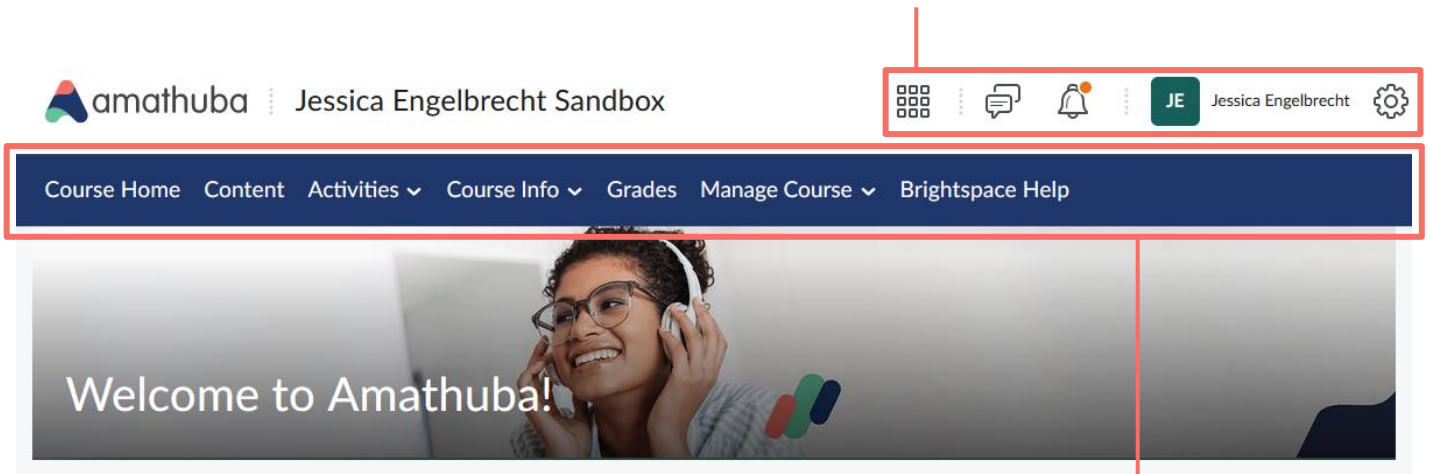 amathuba Jessica Engelbrecht Sandbox JE Jessica Engelbrecht
Course Home Content Activities Course Info Grades Manage Course Brightspace Help
Welcome to Amathuba!